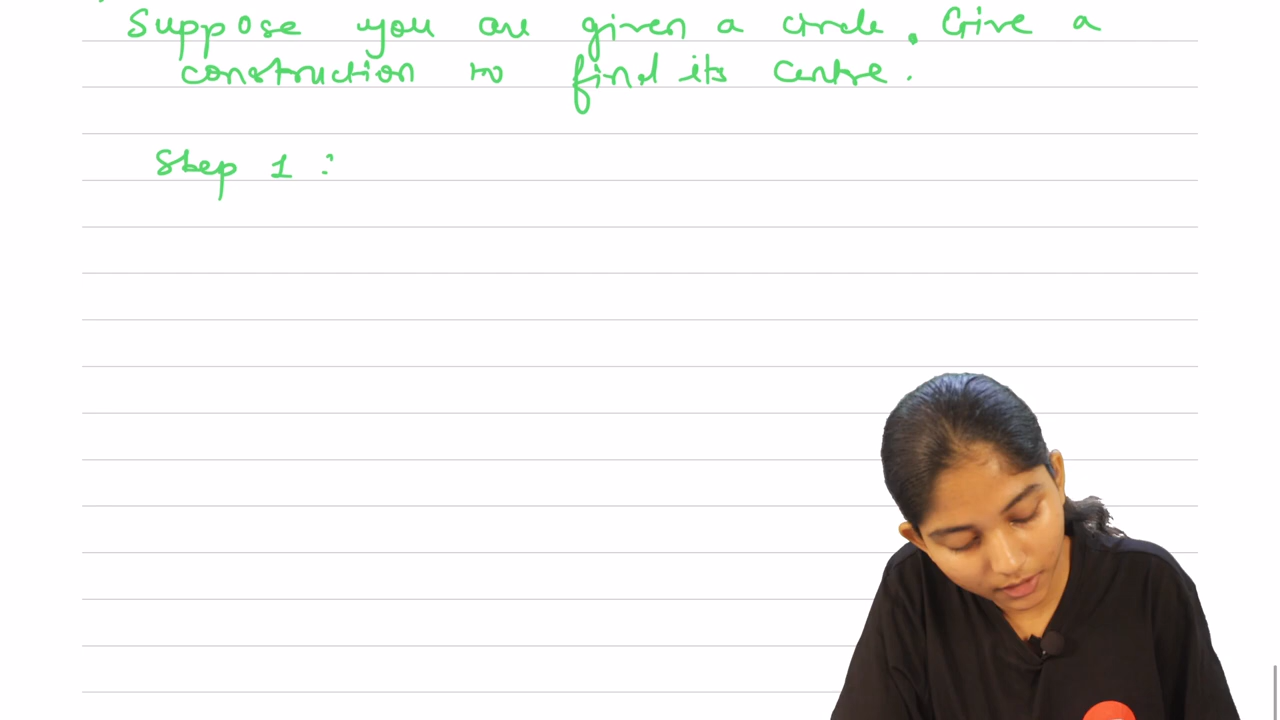 Suppose you are given a circle. Give a
construction to find its centre.
Step 1 :